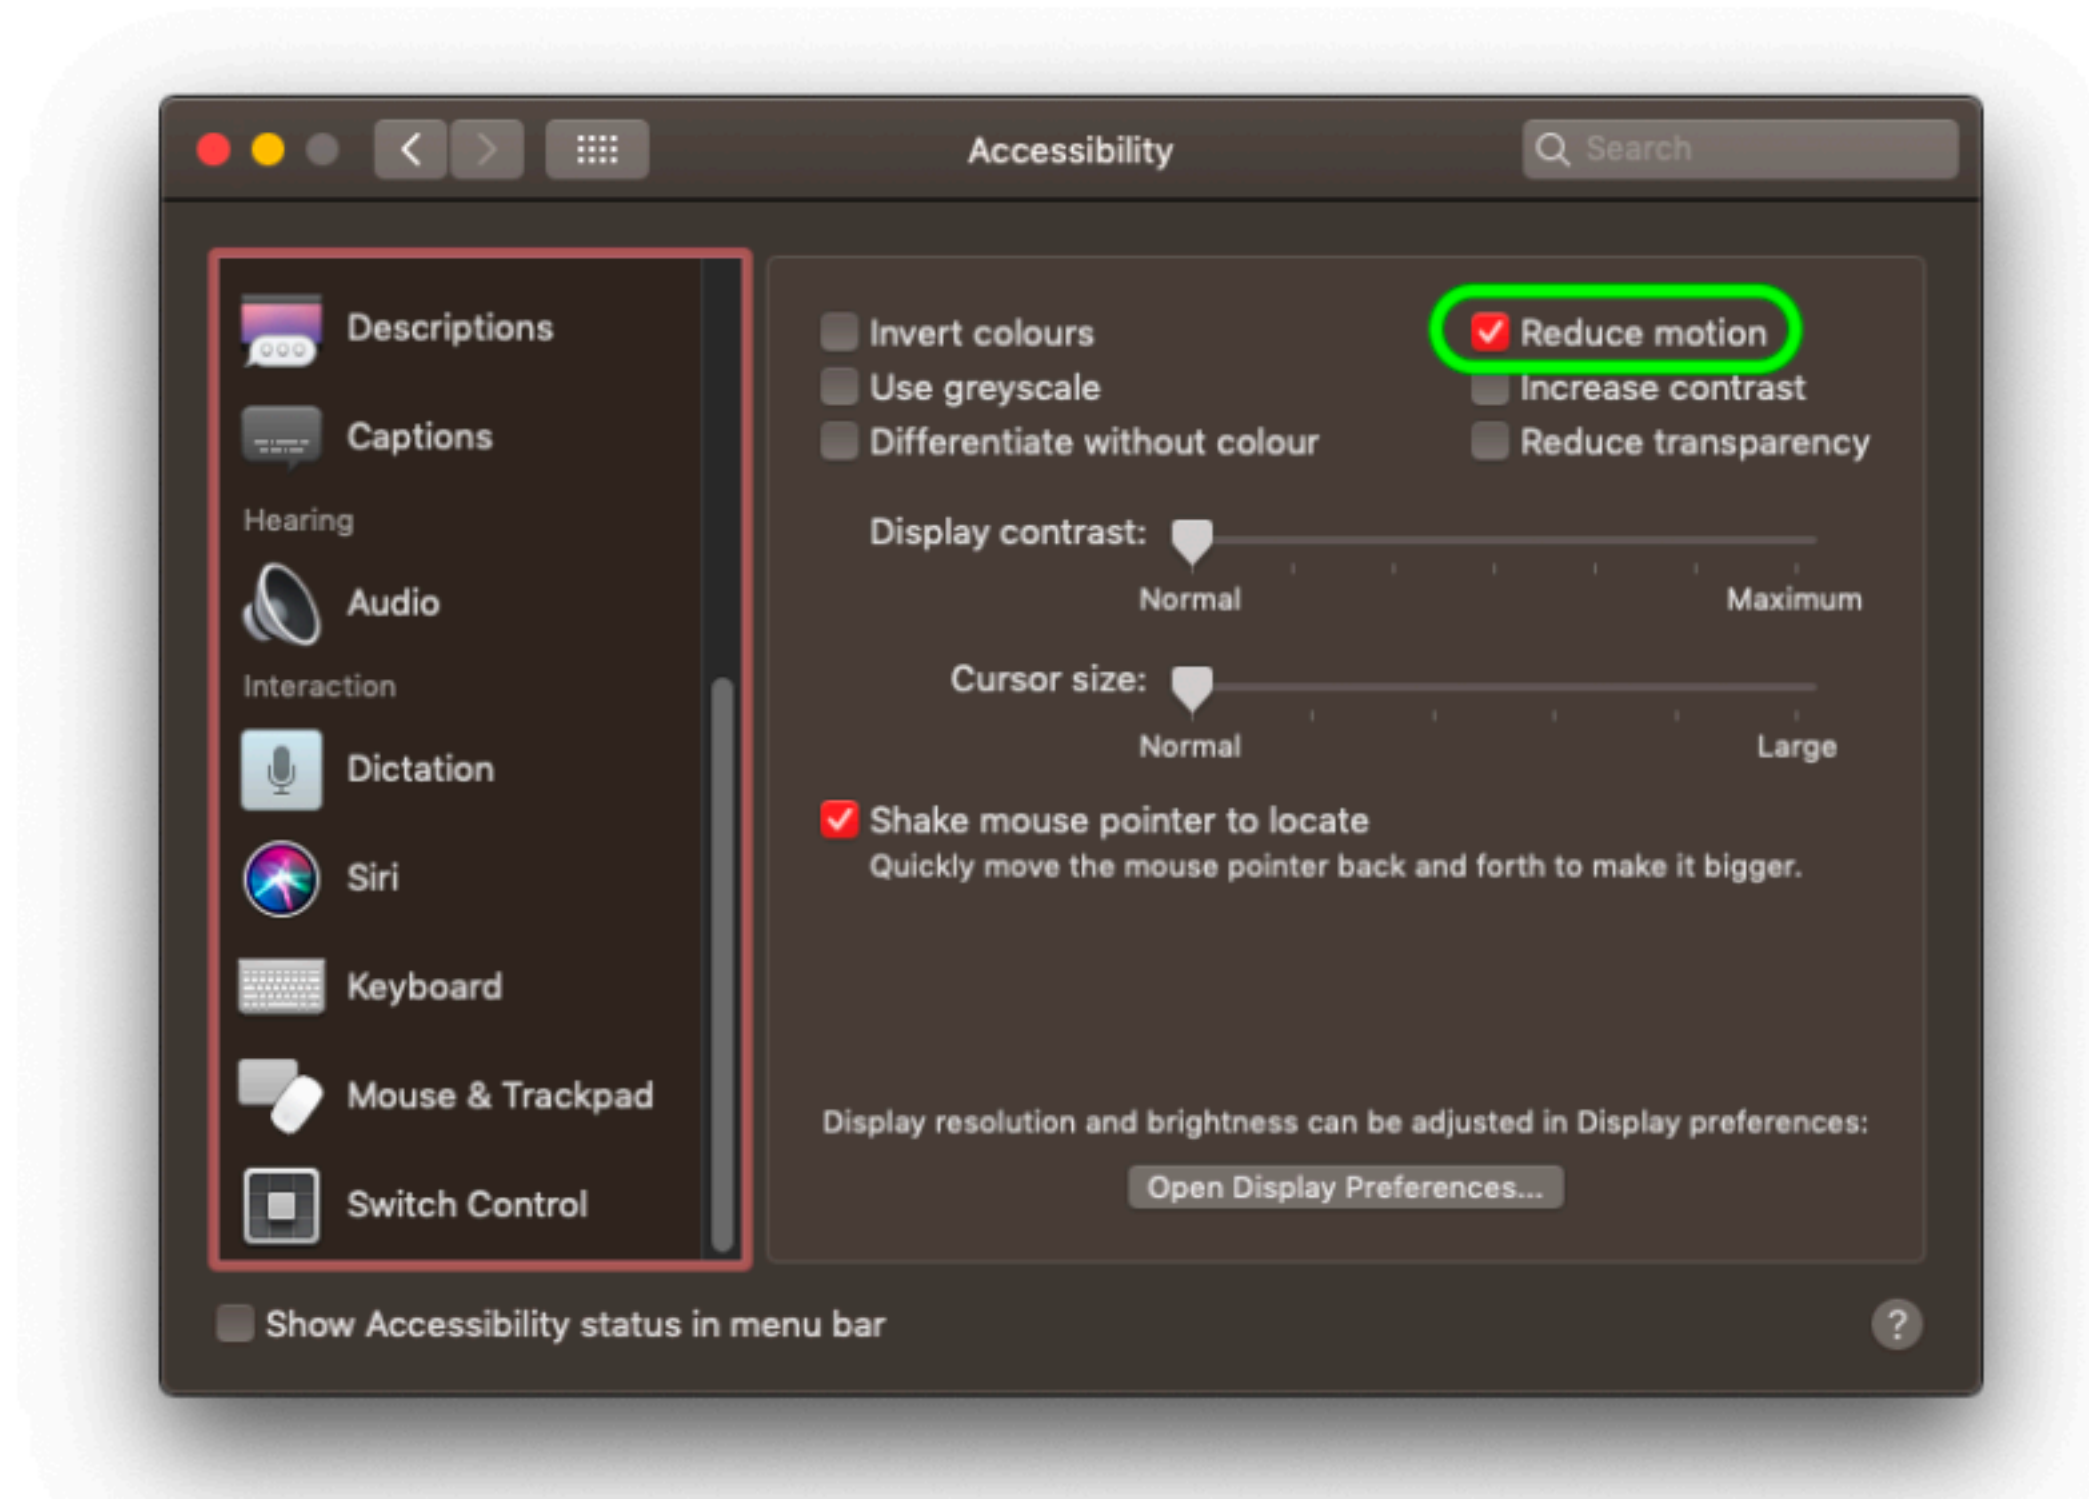 Accessibility
Search
Descriptions
Captions
Hearing
Audio
Interaction
Dictation
Siri
Keyboard
Mouse & Trackpad
Switch Control
Invert colours
Reduce motion
Use greyscale
Increase contrast
Differentiate without colour
Reduce transparency
Display contrast:
Normal
Maximum
Cursor size:
Normal
Large
Shake mouse pointer to locate
Quickly move the mouse pointer back and forth to make it bigger.
Display resolution and brightness can be adjusted in Display preferences:
Open Display Preferences...
Show Accessibility status in menu bar
?